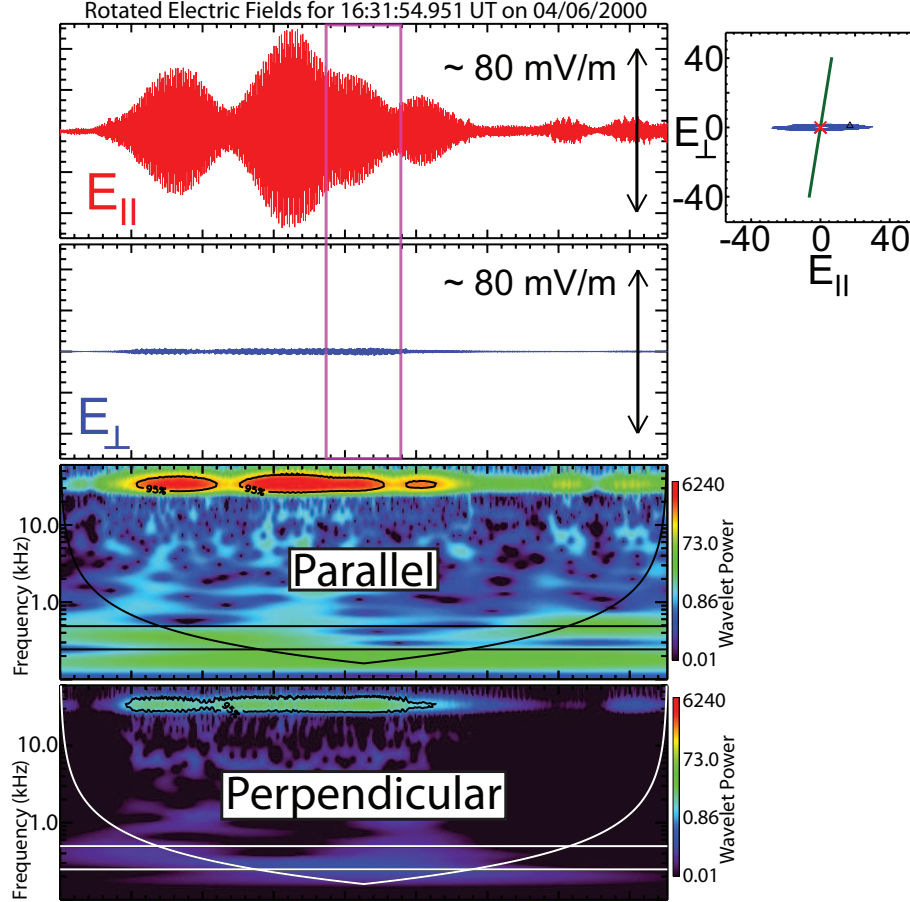 Rotated Electric Fields for 16:31:54.951 UT on 04/06/2000
~ 80 mV/m
E||
40
E⊥
0
-40
-40
0
40
E||
~ 80 mV/m
E⊥
Frequency (kHz)
10.0
1.0
95%
95%
Parallel
6240
73.0
0.86
0.01
Wavelet Power
Frequency (kHz)
10.0
1.0
95%
Perpendicular
6240
73.0
0.86
0.01
Wavelet Power